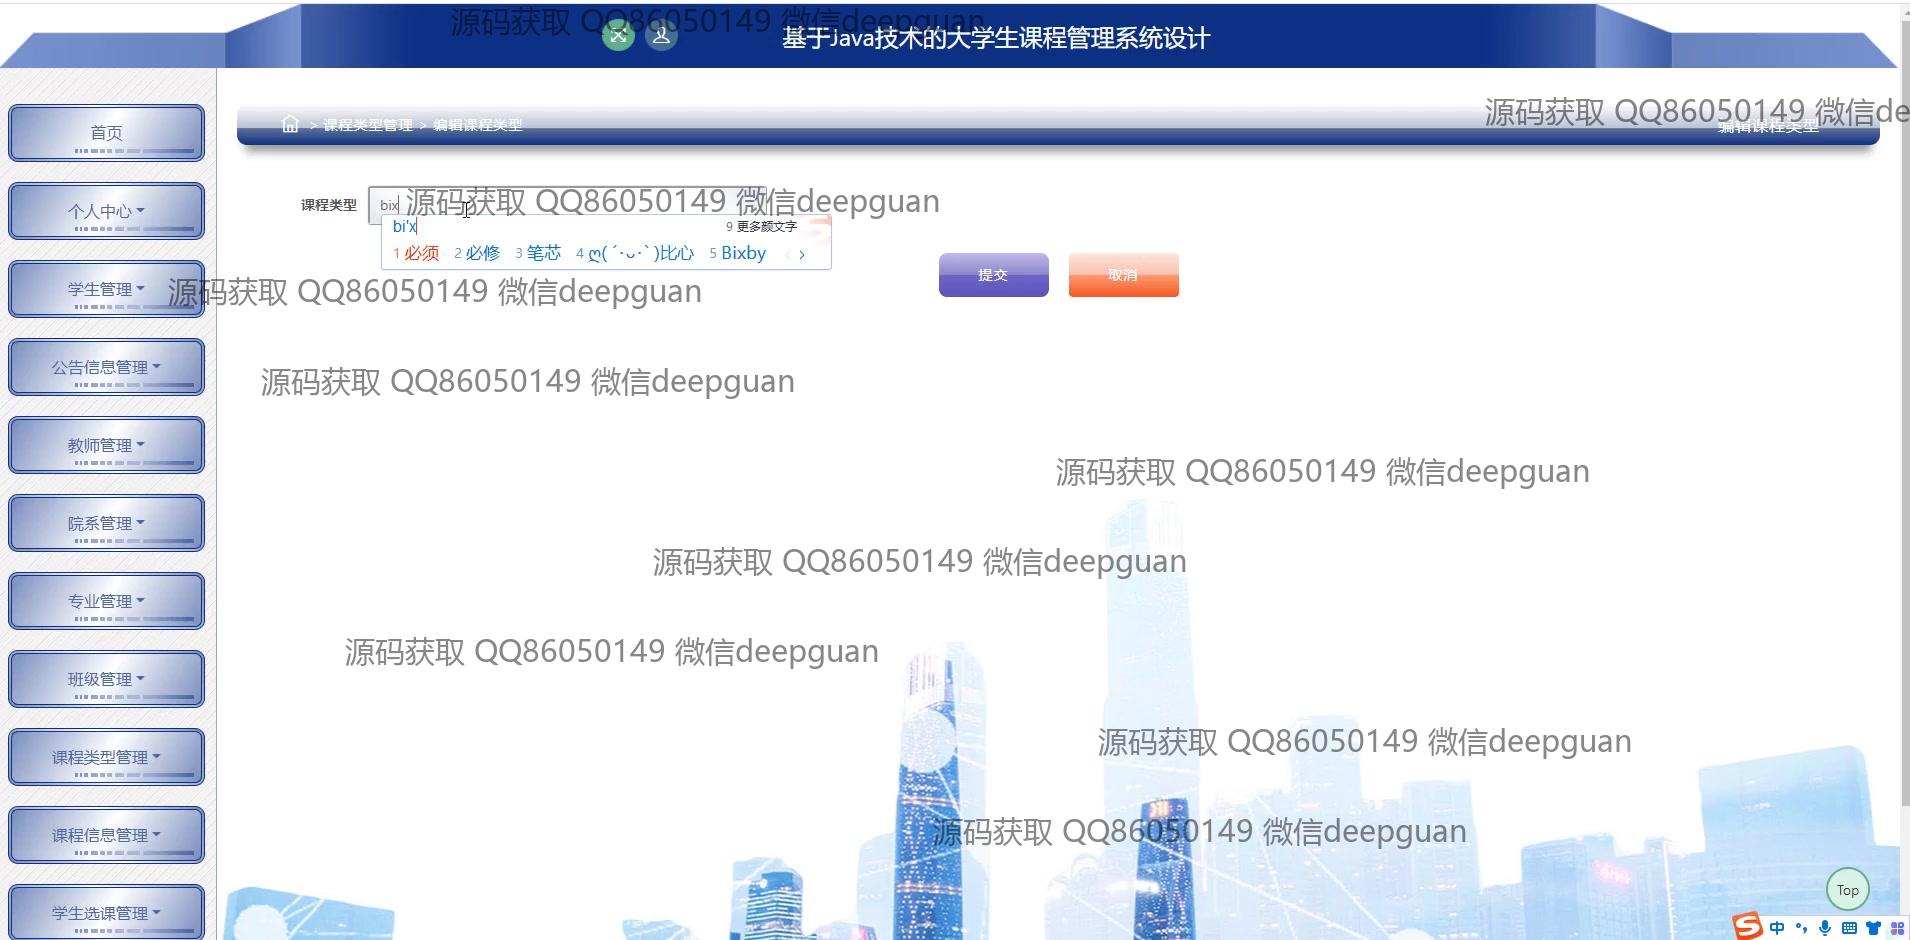 源码获取 QQ86050149 微信deepguan
基于Java技术的大学生课程管理系统设计
源码获取 QQ86050149 微信de
> 课程类型管理 > 编辑课程类型
编辑课程类型
首页
个人中心
学生管理
公告信息管理
教师管理
院系管理
专业管理
班级管理
课程类型管理
课程信息管理
学生选课管理
课程类型 bix
源码获取 QQ86050149 微信deepguan
bi'x 9 更多颜文字
1 必须 2 必修 3 笔芯 4 ღ( ´･ᴗ･` )比心 5 Bixby
提交 取消
源码获取 QQ86050149 微信deepguan
源码获取 QQ86050149 微信deepguan
源码获取 QQ86050149 微信deepguan
源码获取 QQ86050149 微信deepguan
源码获取 QQ86050149 微信deepguan
源码获取 QQ86050149 微信deepguan
源码获取 QQ86050149 微信deepguan
Top
中